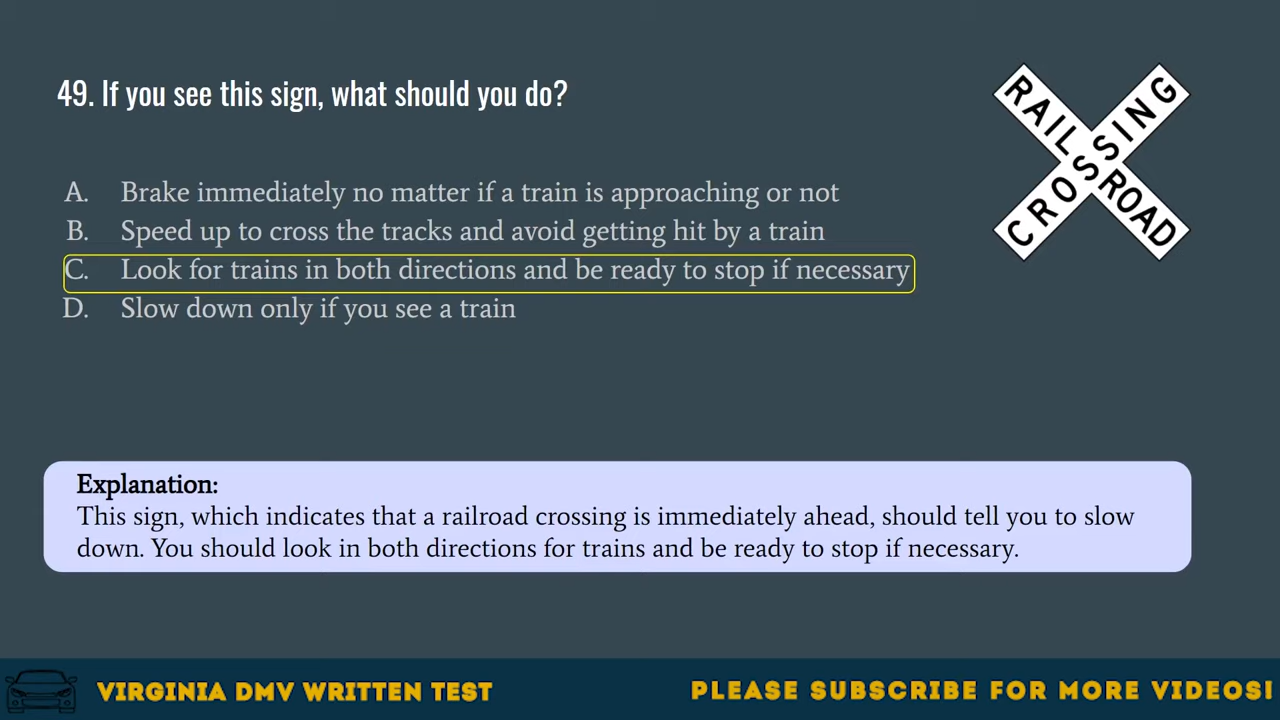 49. If you see this sign, what should you do?
RAILROAD
CROSSING
A. Brake immediately no matter if a train is approaching or not
B. Speed up to cross the tracks and avoid getting hit by a train
C. Look for trains in both directions and be ready to stop if necessary
D. Slow down only if you see a train
Explanation:
This sign, which indicates that a railroad crossing is immediately ahead, should tell you to slow
down. You should look in both directions for trains and be ready to stop if necessary.
VIRGINIA DMV WRITTEN TEST
PLEASE SUBSCRIBE FOR MORE VIDEOS!